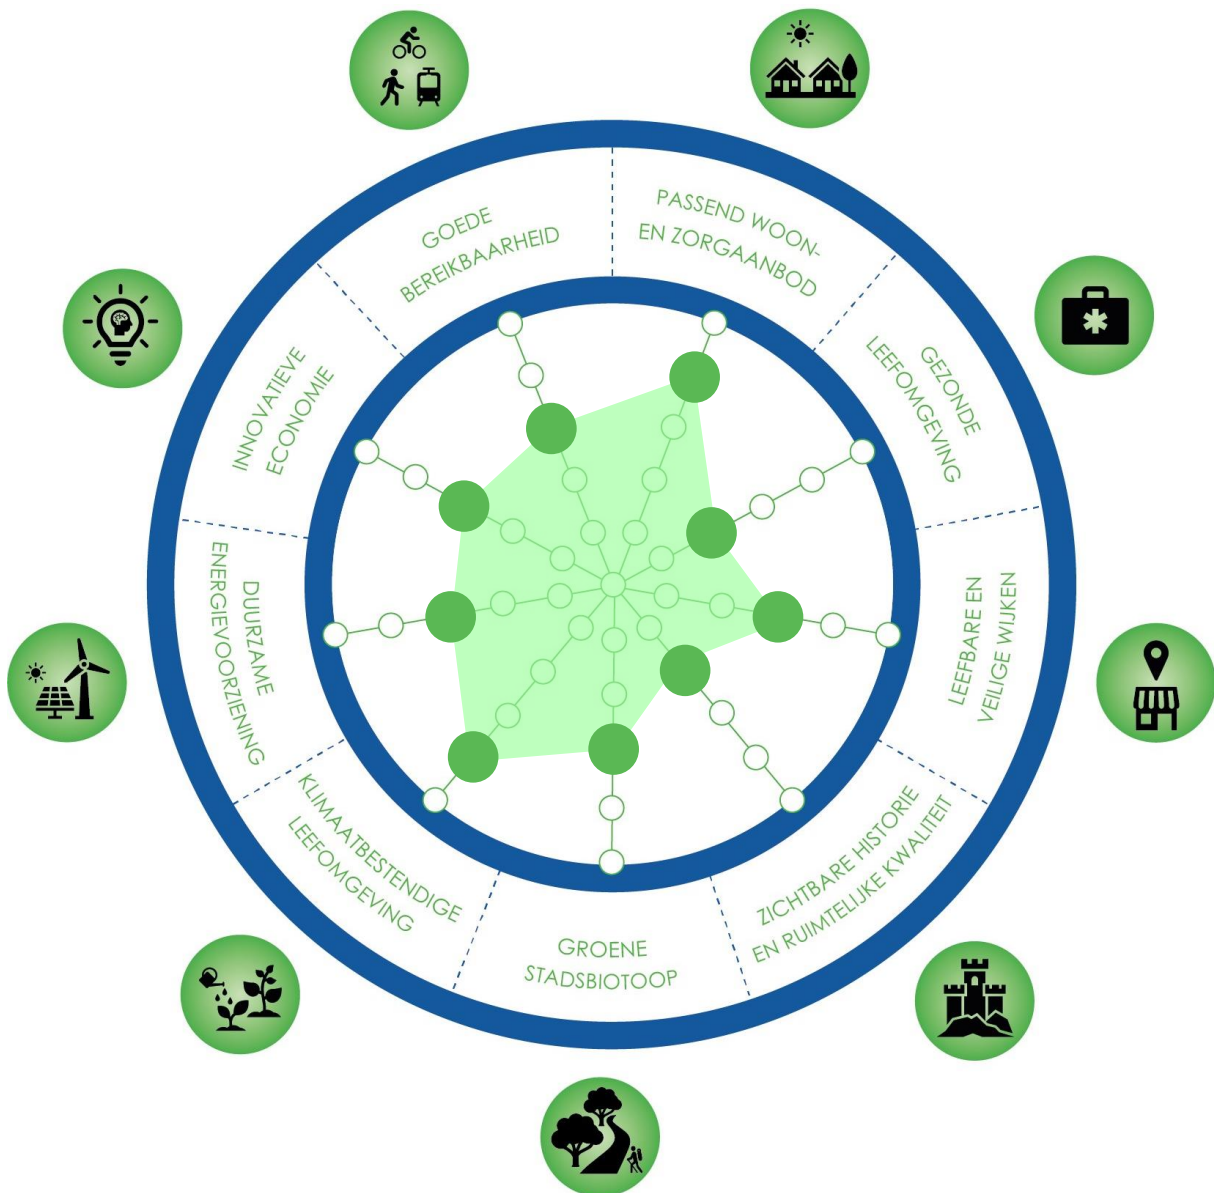 GOEDE
BEREIKBAARHEID
PASSEND WOON-
EN ZORGAANBOD
GEZONDE
LEEFOMGEVING
LEEFBARE EN
VEILIGE WIJKEN
ZICHTBARE HISTORIE
EN RUIMTELIJKE KWALITEIT
GROENE
STADSBIOTOOP
KLIMAATBESTENDIGE
LEEFOMGEVING
DUURZAME
ENERGIEVOORZIENING
INNOVATIEVE
ECONOMIE